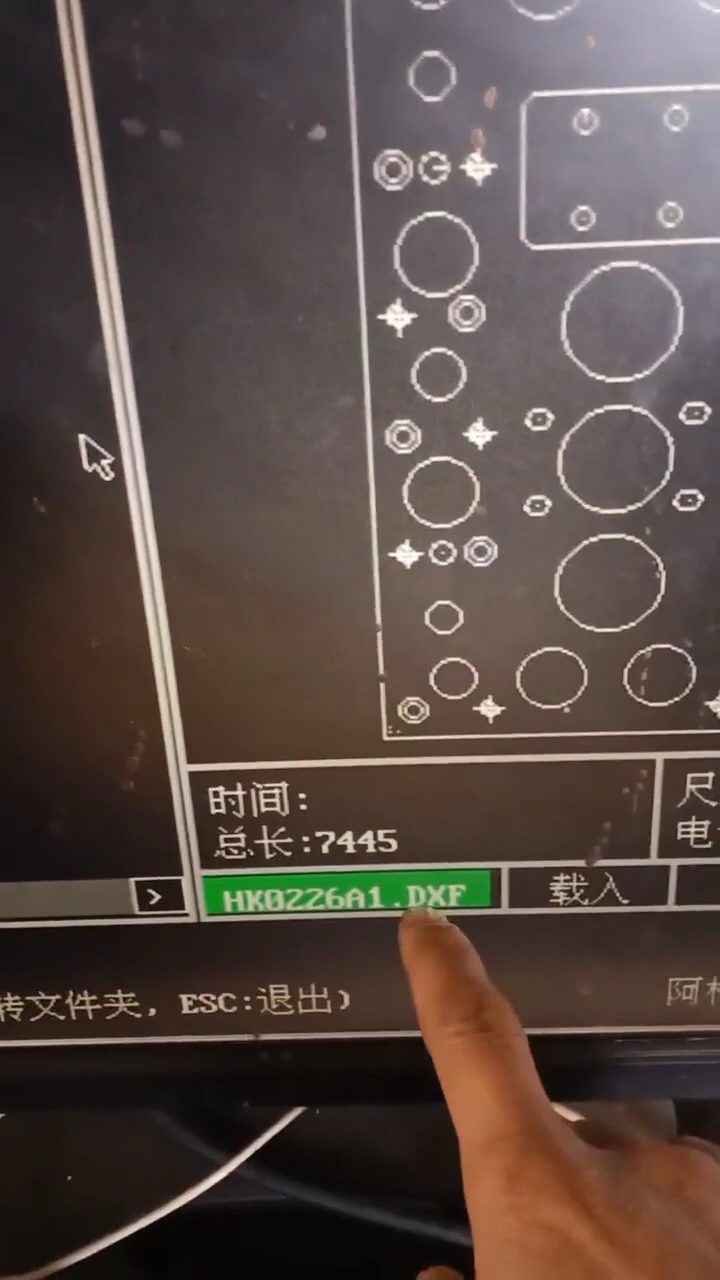 时间:
总长:7445
尺
电
HK0226A1.DXF
载入
转文件夹, ESC:退出)
阿